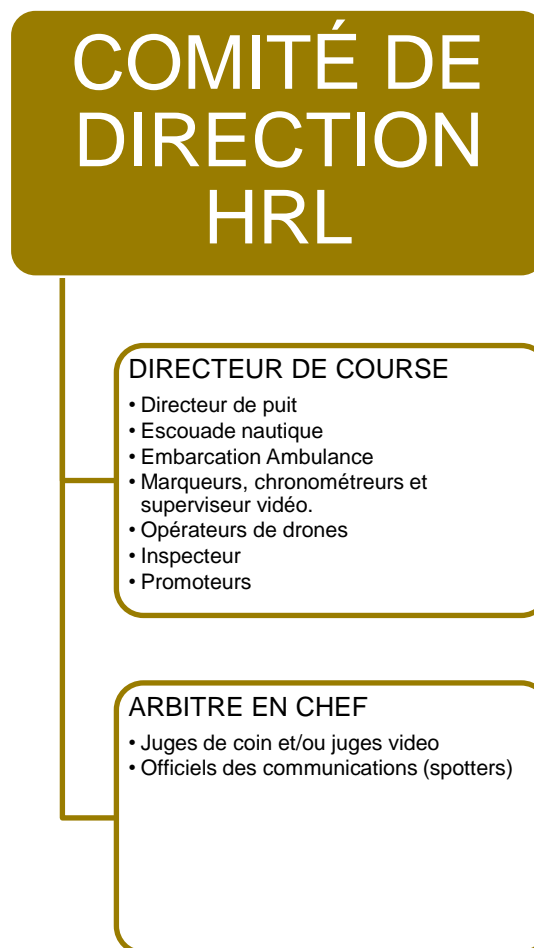 COMITÉ DE
DIRECTION
HRL
DIRECTEUR DE COURSE
• Directeur de puit
• Escouade nautique
• Embarcation Ambulance
• Marqueurs, chronométreurs et
superviseur vidéo.
• Opérateurs de drones
• Inspecteur
• Promoteurs
ARBITRE EN CHEF
• Juges de coin et/ou juges video
• Officiels des communications (spotters)